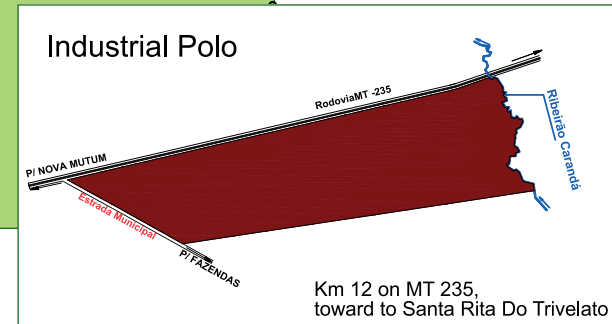 Industrial Polo
RodoviaMT -235
Ribeirão Carandá
P/ NOVA MUTUM
Estrada Municipal
P/ FAZENDAS
Km 12 on MT 235,
toward to Santa Rita Do Trivelato